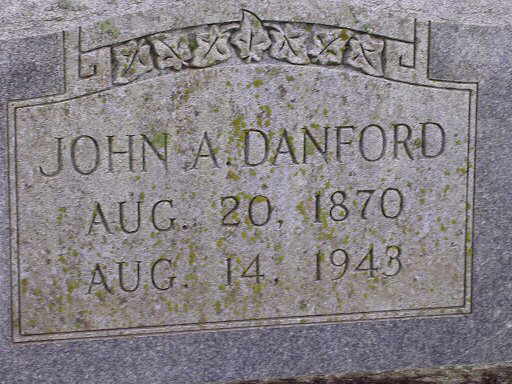 JOHN A. DANFORD
AUG. 20, 1870
AUG. 14, 1943